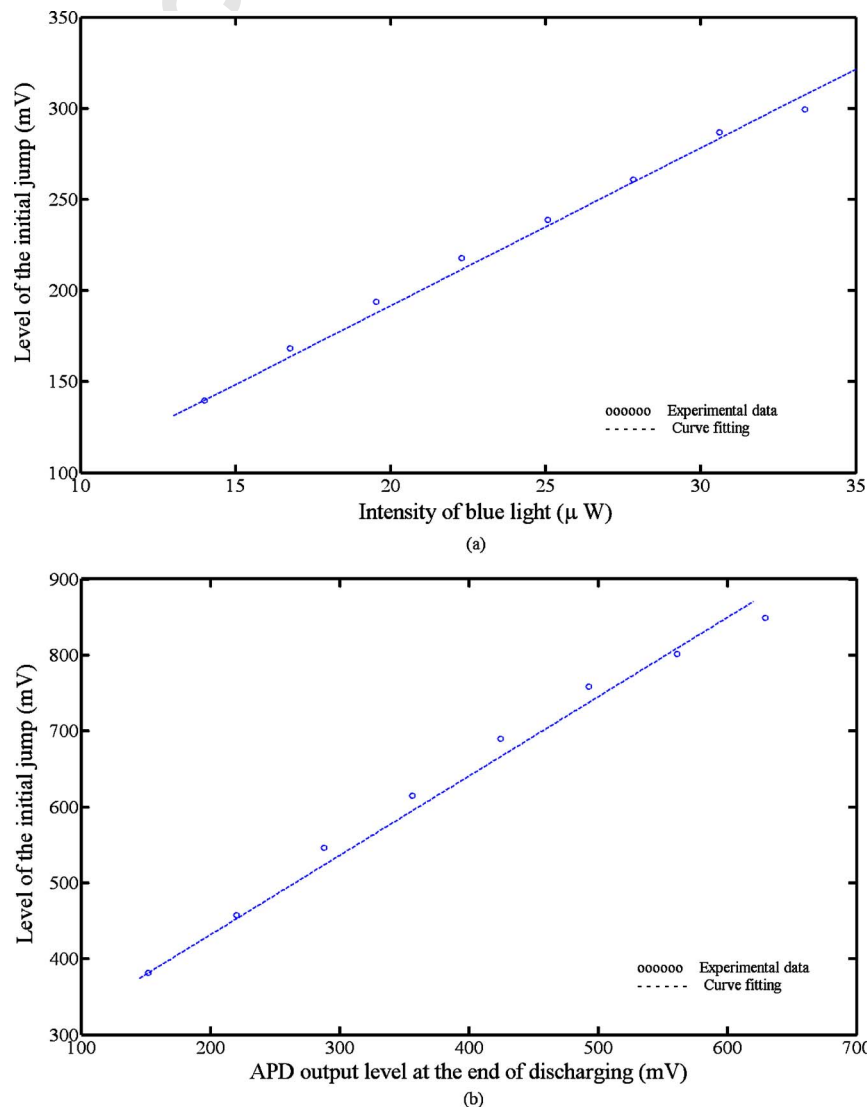 350
300
250
200
150
100
Level of the initial jump (mV)
oooooo Experimental data
------ Curve fitting
10 15 20 25 30 35
Intensity of blue light (μ W)
(a)
900
800
700
600
500
400
300
Level of the initial jump (mV)
oooooo Experimental data
------ Curve fitting
100 200 300 400 500 600 700
APD output level at the end of discharging (mV)
(b)